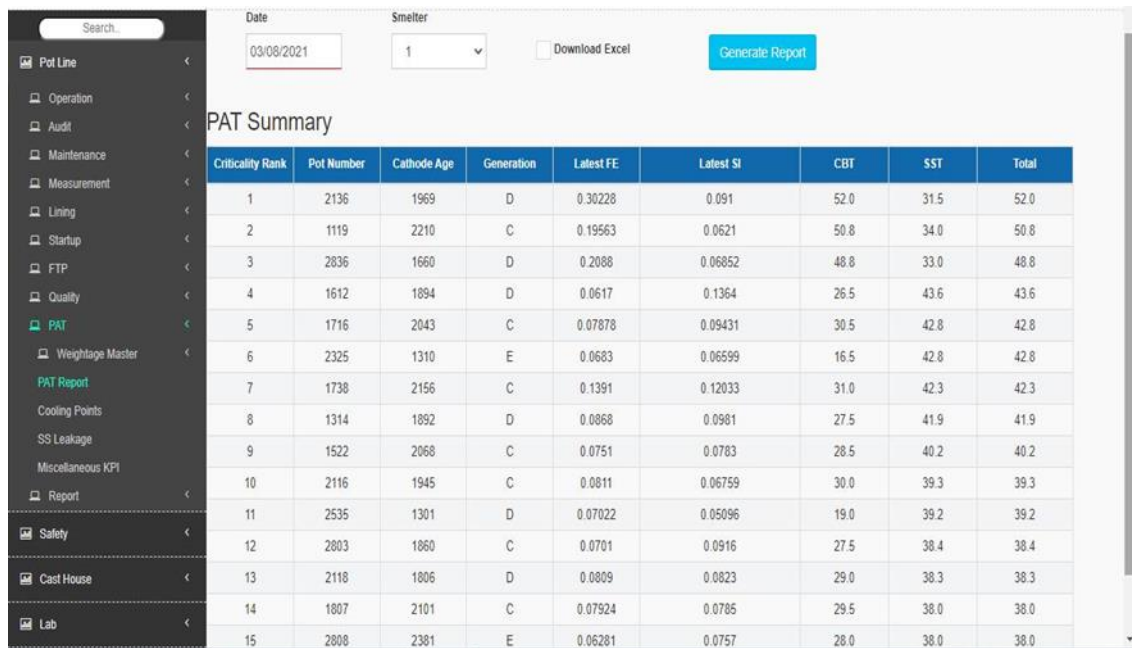 Search..
Pot Line
Operation
Audit
Maintenance
Measurement
Lining
Startup
FTP
Quality
PAT
Weightage Master
PAT Report
Cooling Points
SS Leakage
Miscellaneous KPI
Report
Safety
Cast House
Lab
Date Smelter
03/08/2021 1 Download Excel Generate Report
PAT Summary
Criticality Rank Pot Number Cathode Age Generation Latest FE Latest SI CBT SST Total
1 2136 1969 D 0.30228 0.091 52.0 31.5 52.0
2 1119 2210 C 0.19563 0.0621 50.8 34.0 50.8
3 2836 1660 D 0.2088 0.06852 48.8 33.0 48.8
4 1612 1894 D 0.0617 0.1364 26.5 43.6 43.6
5 1716 2043 C 0.07878 0.09431 30.5 42.8 42.8
6 2325 1310 E 0.0683 0.06599 16.5 42.8 42.8
7 1738 2156 C 0.1391 0.12033 31.0 42.3 42.3
8 1314 1892 D 0.0868 0.0981 27.5 41.9 41.9
9 1522 2068 C 0.0751 0.0783 28.5 40.2 40.2
10 2116 1945 C 0.0811 0.06759 30.0 39.3 39.3
11 2535 1301 D 0.07022 0.05096 19.0 39.2 39.2
12 2803 1860 C 0.0701 0.0916 27.5 38.4 38.4
13 2118 1806 D 0.0809 0.0823 29.0 38.3 38.3
14 1807 2101 C 0.07924 0.0785 29.5 38.0 38.0
15 2808 2381 E 0.06281 0.0757 28.0 38.0 38.0